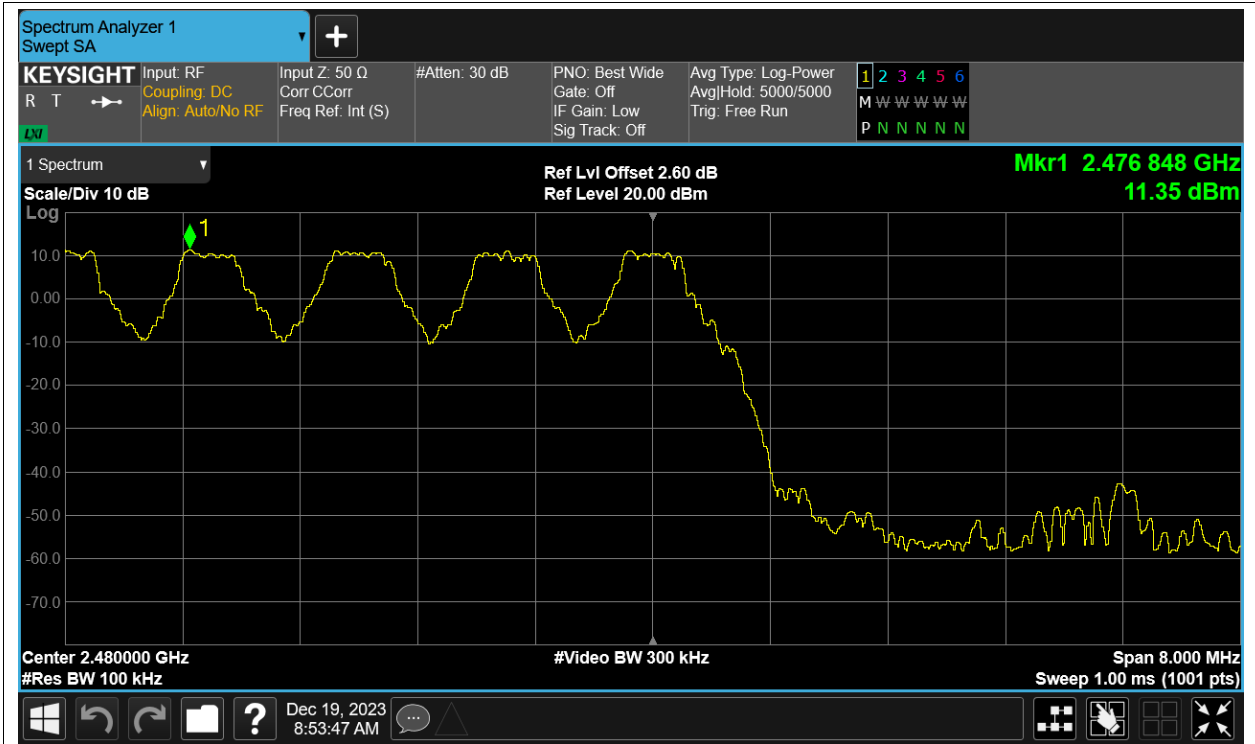 Spectrum Analyzer 1
Swept SA
KEYSIGHT
R T
LXI
Input: RF
Coupling: DC
Align: Auto/No RF
Input Z: 50 Ω
Corr CCorr
Freq Ref: Int (S)
#Atten: 30 dB
PNO: Best Wide
Gate: Off
IF Gain: Low
Sig Track: Off
Avg Type: Log-Power
Avg|Hold: 5000/5000
Trig: Free Run
1 2 3 4 5 6
M W W W W W
P N N N N N
1 Spectrum
Scale/Div 10 dB
Log
Ref Lvl Offset 2.60 dB
Ref Level 20.00 dBm
Mkr1 2.476 848 GHz
11.35 dBm
1
10.0
0.00
-10.0
-20.0
-30.0
-40.0
-50.0
-60.0
-70.0
Center 2.480000 GHz
#Res BW 100 kHz
#Video BW 300 kHz
Span 8.000 MHz
Sweep 1.00 ms (1001 pts)
?
Dec 19, 2023
8:53:47 AM